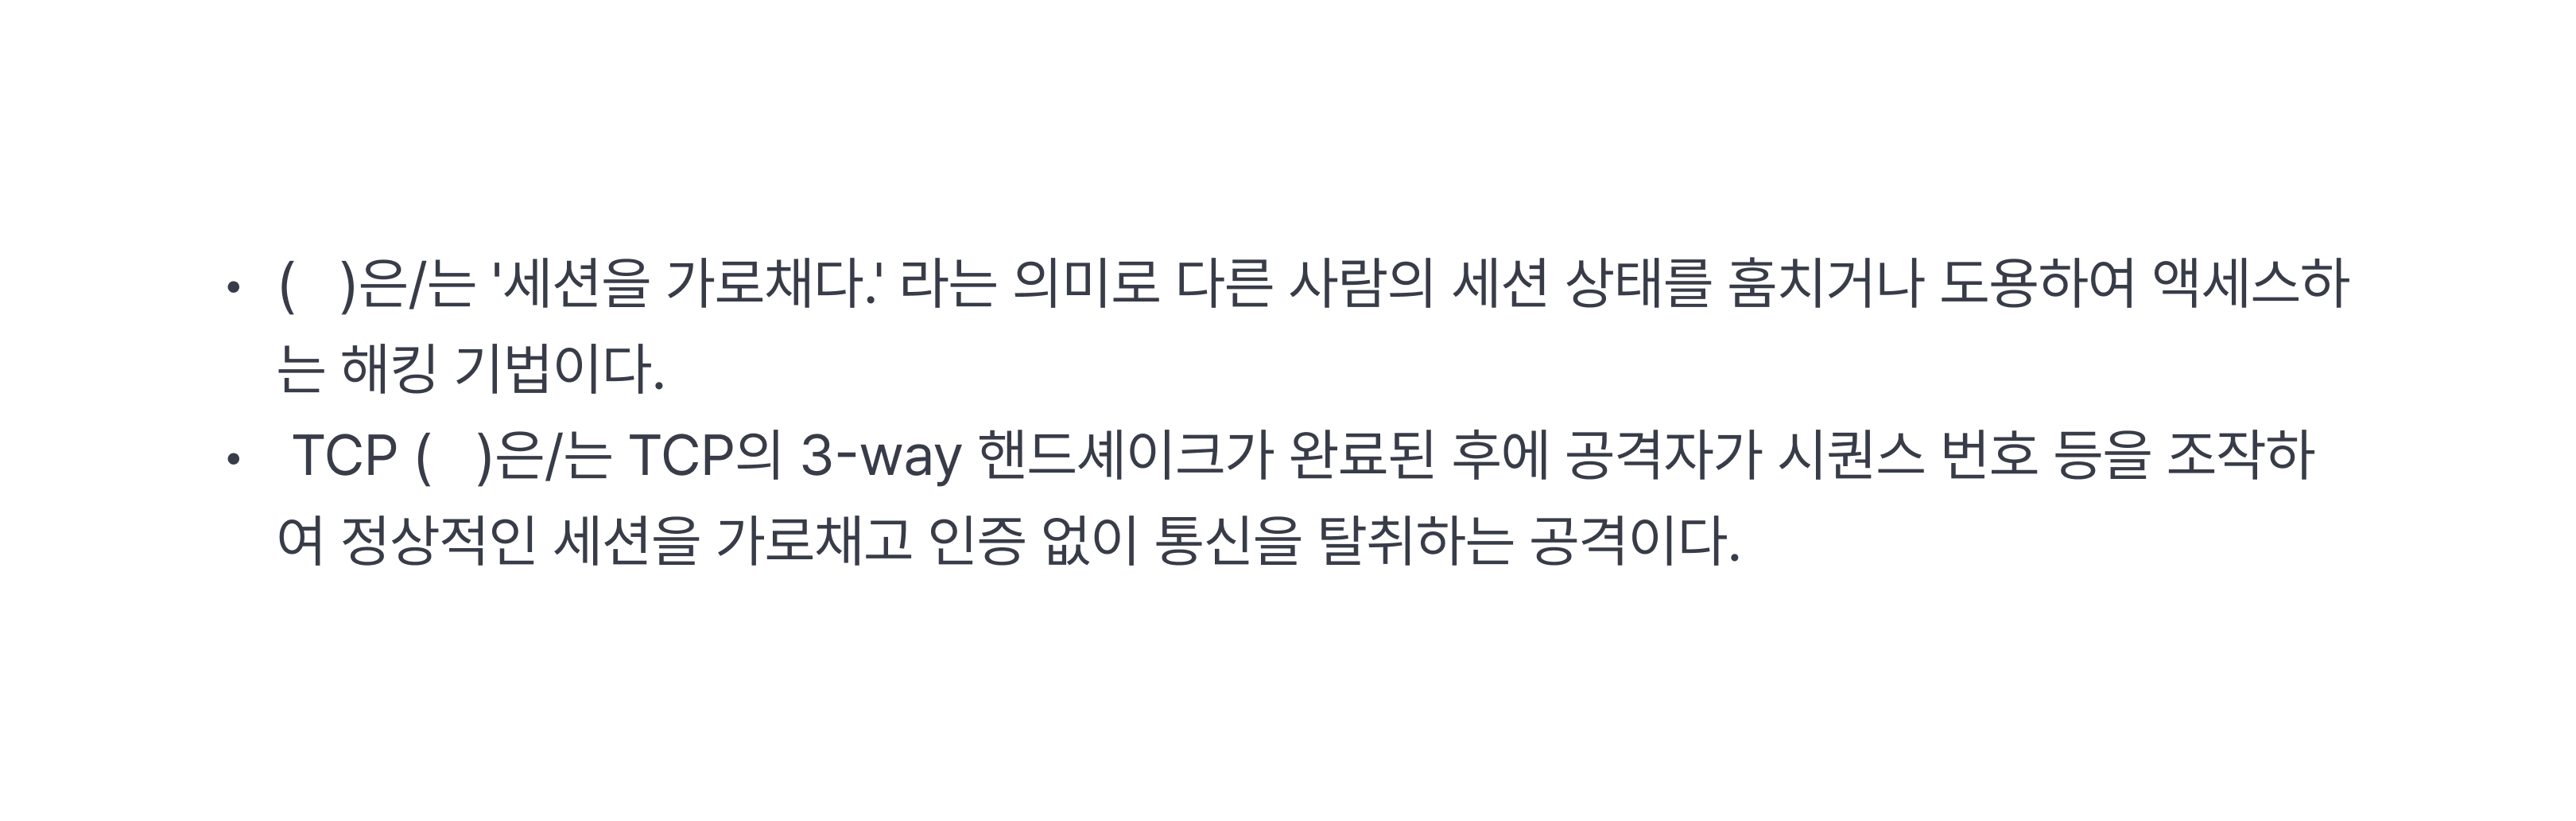 • (   )은/는 '세션을 가로채다.' 라는 의미로 다른 사람의 세션 상태를 훔치거나 도용하여 액세스하
는 해킹 기법이다.
• TCP (   )은/는 TCP의 3-way 핸드셰이크가 완료된 후에 공격자가 시퀀스 번호 등을 조작하
여 정상적인 세션을 가로채고 인증 없이 통신을 탈취하는 공격이다.